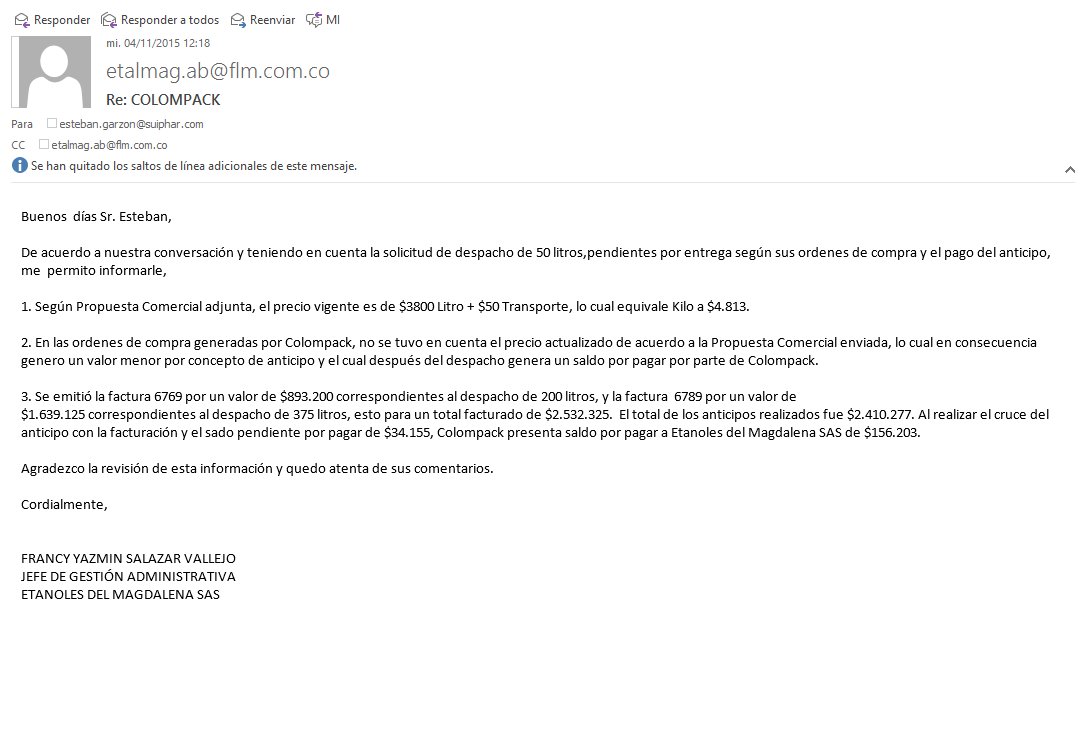 Responder Responder a todos Reenviar MI
mi. 04/11/2015 12:18
etalmag.ab@flm.com.co
Re: COLOMPACK
Para esteban.garzon@suiphar.com
CC etalmag.ab@flm.com.co
Se han quitado los saltos de línea adicionales de este mensaje.
Buenos días Sr. Esteban,
De acuerdo a nuestra conversación y teniendo en cuenta la solicitud de despacho de 50 litros,pendientes por entrega según sus ordenes de compra y el pago del anticipo,
me permito informarle,
1. Según Propuesta Comercial adjunta, el precio vigente es de $3800 Litro + $50 Transporte, lo cual equivale Kilo a $4.813.
2. En las ordenes de compra generadas por Colompack, no se tuvo en cuenta el precio actualizado de acuerdo a la Propuesta Comercial enviada, lo cual en consecuencia
genero un valor menor por concepto de anticipo y el cual después del despacho genera un saldo por pagar por parte de Colompack.
3. Se emitió la factura 6769 por un valor de $893.200 correspondientes al despacho de 200 litros, y la factura 6789 por un valor de
$1.639.125 correspondientes al despacho de 375 litros, esto para un total facturado de $2.532.325. El total de los anticipos realizados fue $2.410.277. Al realizar el cruce del
anticipo con la facturación y el sado pendiente por pagar de $34.155, Colompack presenta saldo por pagar a Etanoles del Magdalena SAS de $156.203.
Agradezco la revisión de esta información y quedo atenta de sus comentarios.
Cordialmente,
FRANCY YAZMIN SALAZAR VALLEJO
JEFE DE GESTIÓN ADMINISTRATIVA
ETANOLES DEL MAGDALENA SAS